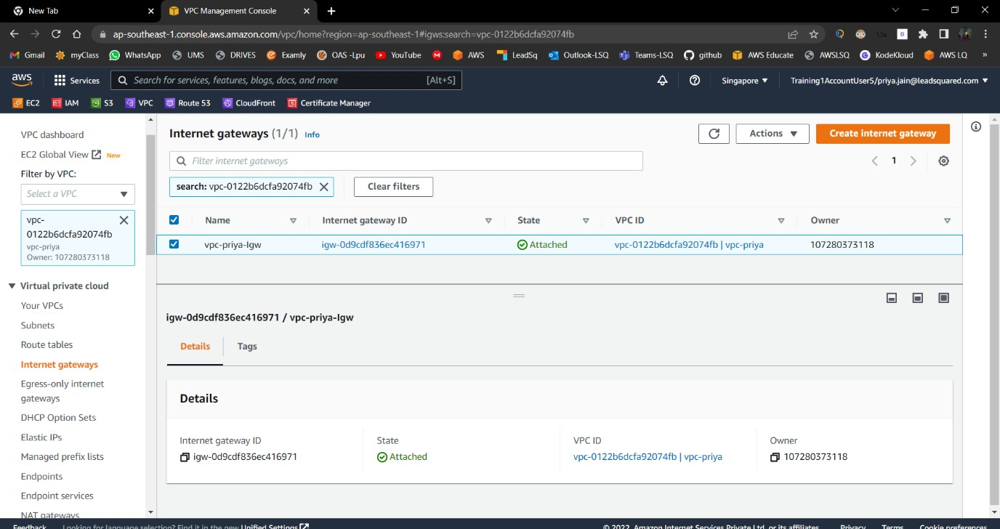 New Tab
VPC Management Console
ap-southeast-1.console.aws.amazon.com/vpc/home?region=ap-southeast-1#igws:search=vpc-0122b6dcfa92074fb
1.5x
B
Gmail myClass WhatsApp UMS DRIVES Examly OAS -Lpu YouTube M AWS LeadSq Outlook-LSQ Teams-LSQ github AWS Educate AWSLSQ KodeKloud AWS LQ »
aws Services Search for services, features, blogs, docs, and more [Alt+S] Singapore Training1AccountUser5/priya.jain@leadsquared.com
EC2 IAM S3 VPC Route 53 CloudFront Certificate Manager
VPC dashboard
EC2 Global View New
Filter by VPC:
Select a VPC
vpc-
0122b6dcfa92074fb
vpc-priya
Owner: 107280373118
Virtual private cloud
Your VPCs
Subnets
Route tables
Internet gateways
Egress-only internet
gateways
DHCP Option Sets
Elastic IPs
Managed prefix lists
Endpoints
Endpoint services
NAT gateways
Internet gateways (1/1) Info
Actions
Create internet gateway
Filter internet gateways
1
search: vpc-0122b6dcfa92074fb
Clear filters
Name Internet gateway ID State VPC ID Owner
vpc-priya-Igw igw-0d9cdf836ec416971 Attached vpc-0122b6dcfa92074fb | vpc-priya 107280373118
igw-0d9cdf836ec416971 / vpc-priya-Igw
Details Tags
Details
Internet gateway ID State VPC ID Owner
igw-0d9cdf836ec416971 Attached vpc-0122b6dcfa92074fb | vpc-priya 107280373118
Feedback Looking for language selection? Find it in the new Unified Settings © 2022, Amazon Internet Services Private Ltd. or its affiliates. Privacy Terms Cookie preferences